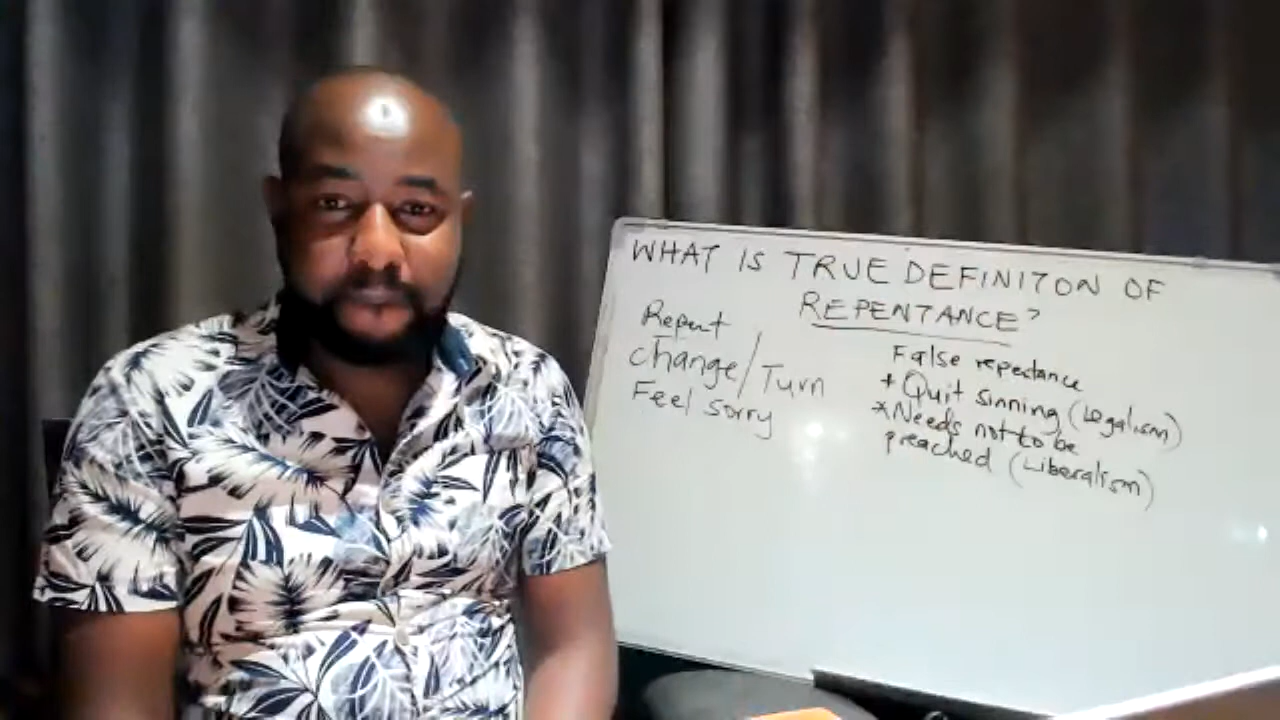 WHAT IS TRUE DEFINITON OF
REPENTANCE?
Repent
change/Turn
Feel sorry
False repedance
* Quit sinning (Legalism)
* Needs not to be
preached (Liberalism)